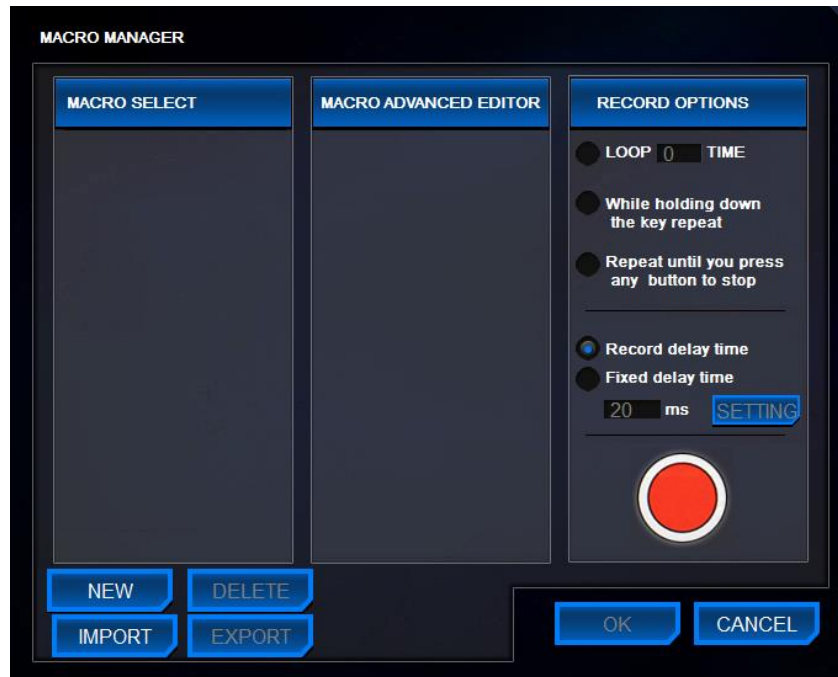 MACRO MANAGER
MACRO SELECT
MACRO ADVANCED EDITOR
RECORD OPTIONS
LOOP 0 TIME
While holding down
the key repeat
Repeat until you press
any button to stop
Record delay time
Fixed delay time
20 ms SETTING
NEW
DELETE
IMPORT
EXPORT
OK
CANCEL